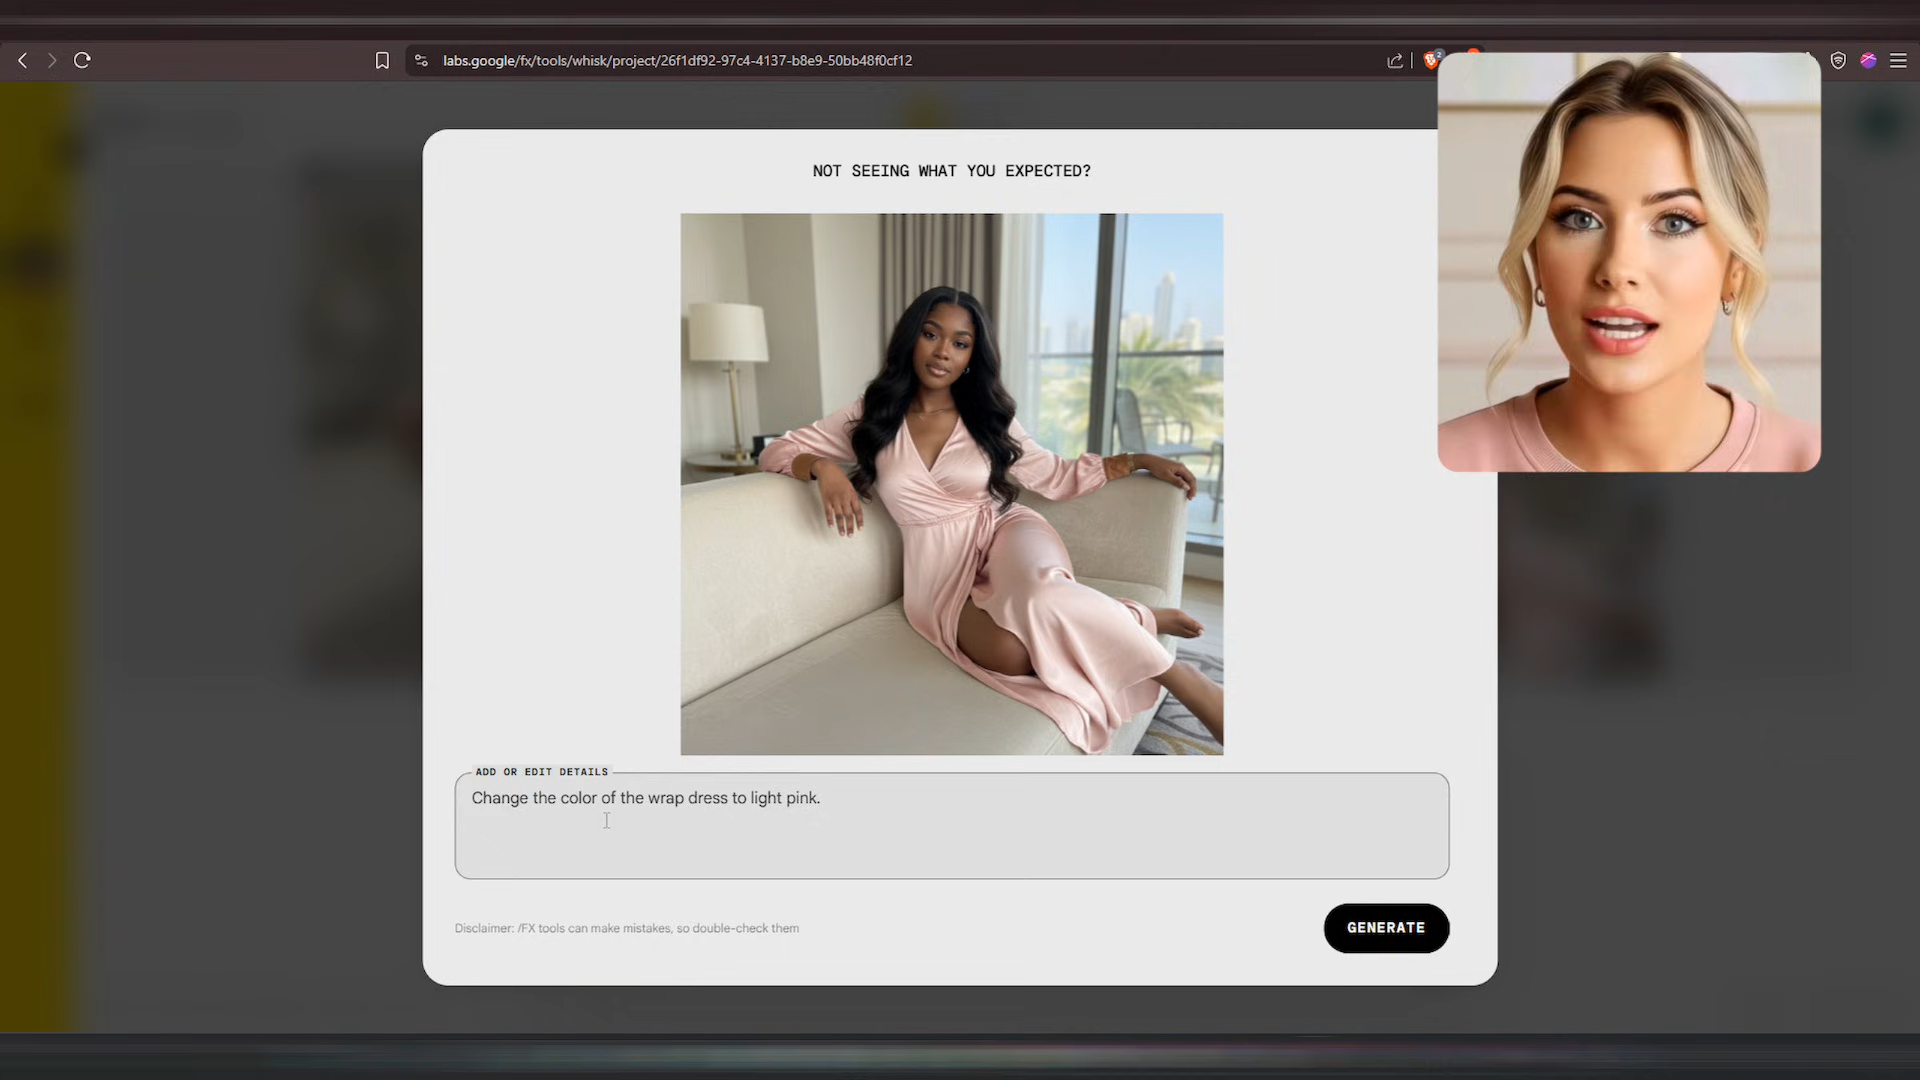 labs.google/fx/tools/whisk/project/26f1df92-97c4-4137-b8e9-50bb48f0cf12
2
NOT SEEING WHAT YOU EXPECTED?
ADD OR EDIT DETAILS
Change the color of the wrap dress to light pink.
Disclaimer: /FX tools can make mistakes, so double-check them
GENERATE